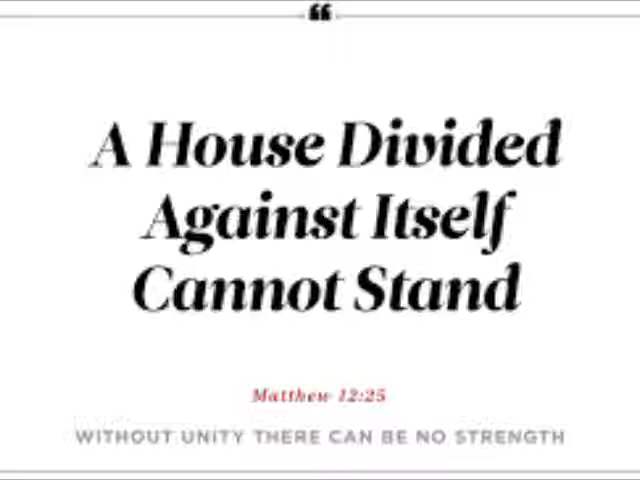 ❝
A House Divided
Against Itself
Cannot Stand
Matthew 12:25
WITHOUT UNITY THERE CAN BE NO STRENGTH